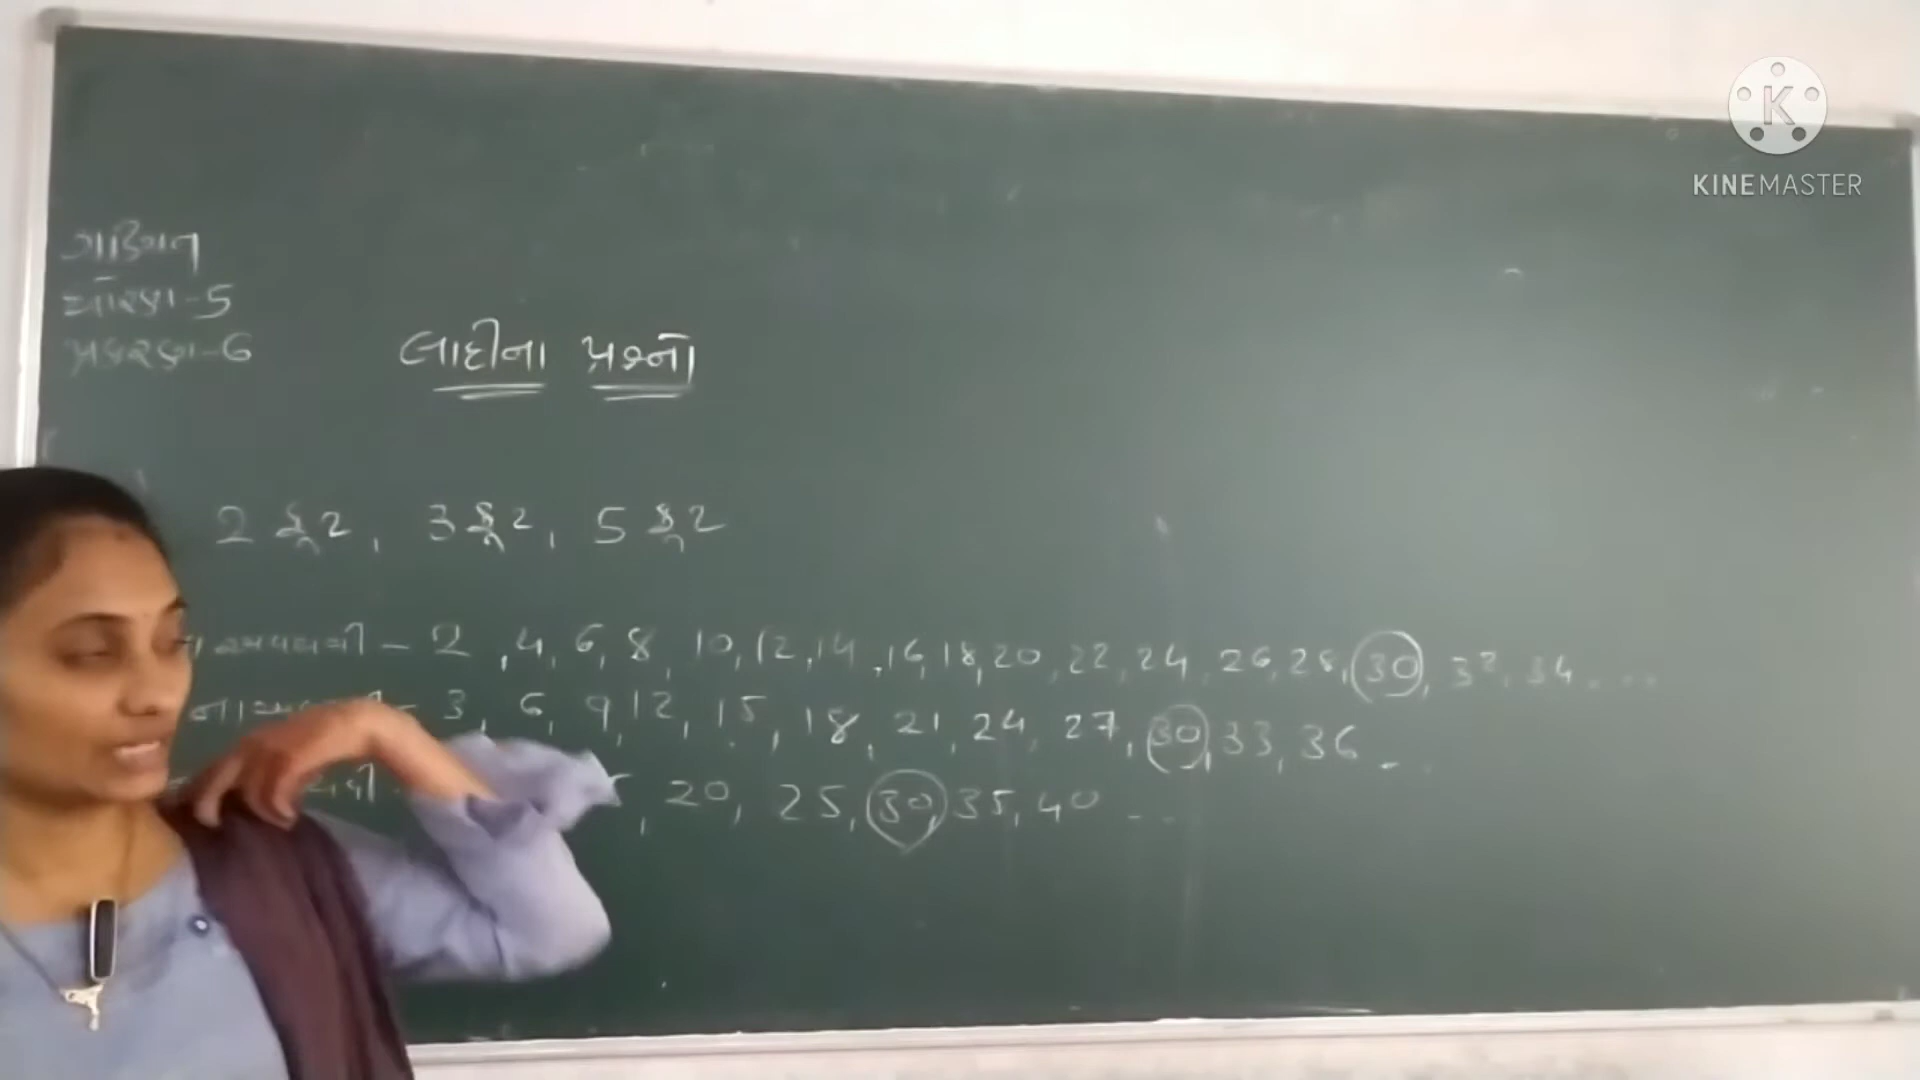 ગણિત
ધોરણ-5
પ્રકરણ-6
લાદીના પ્રશ્નો
2 ફૂટ, 3 ફૂટ, 5 ફૂટ
અવયવી - 2, 4, 6, 8, 10, 12, 14, 16, 18, 20, 22, 24, 26, 28, 30, 32, 34, ...
ના અવયવી - 3, 6, 9, 12, 15, 18, 21, 24, 27, 30, 33, 36 ...
20, 25, 30, 35, 40 ...
KINEMASTER